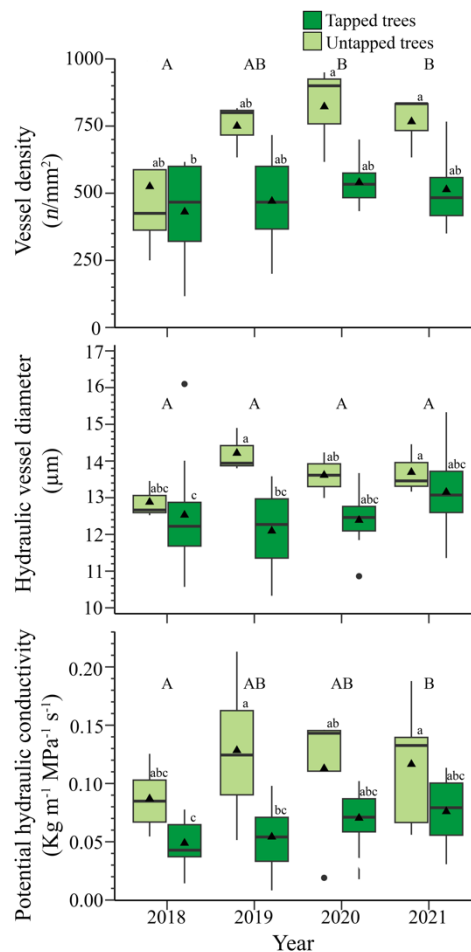 Tapped trees
Untapped trees
Vessel density
(n/mm²)
1000
750
500
250
0
A
AB
B
B
ab
b
ab
ab
a
ab
a
ab
Hydraulic vessel diameter
(μm)
17
16
15
14
13
12
11
10
A
A
A
A
abc
c
a
bc
ab
abc
a
abc
Potential hydraulic conductivity
(Kg m⁻¹ MPa⁻¹ s⁻¹)
0.20
0.15
0.10
0.05
0.00
A
AB
AB
B
abc
c
a
bc
ab
abc
a
abc
2018
2019
2020
2021
Year